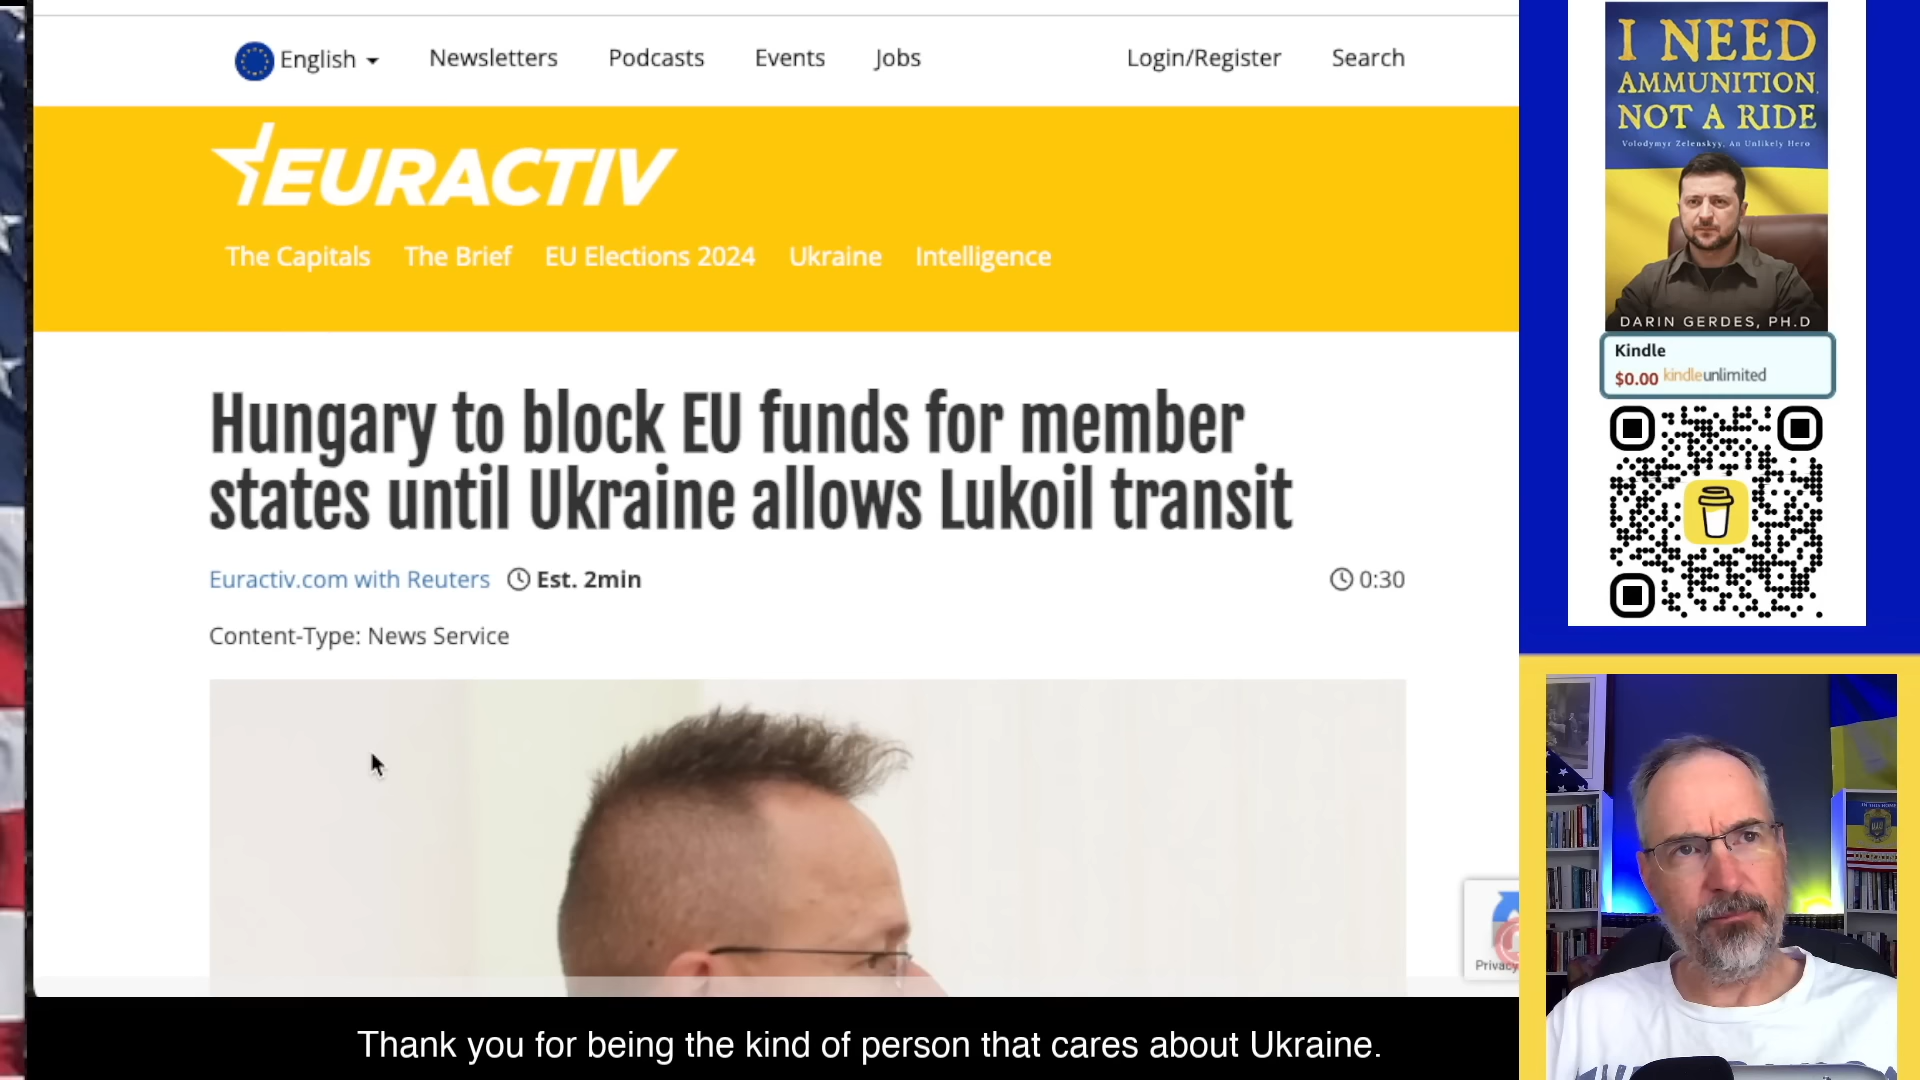 English
Newsletters
Podcasts
Events
Jobs
Login/Register
Search
EURACTIV
The Capitals
The Brief
EU Elections 2024
Ukraine
Intelligence
Hungary to block EU funds for member
states until Ukraine allows Lukoil transit
Euractiv.com with Reuters
Est. 2min
0:30
Content-Type: News Service
Privacy
Thank you for being the kind of person that cares about Ukraine.
I NEED
AMMUNITION,
NOT A RIDE
Volodymyr Zelenskyy, An Unlikely Hero
DARIN GERDES, PH.D
Kindle
$0.00 kindleunlimited